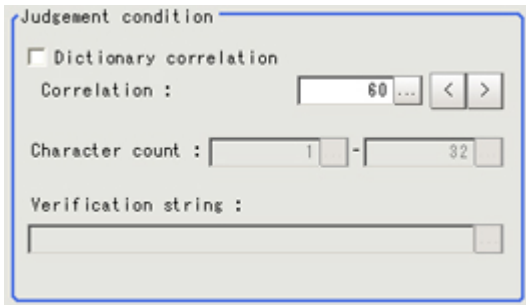 Judgement condition
Dictionary correlation
Correlation : 60 ... < >
Character count : 1 ... - 32 ...
Verification string :
...